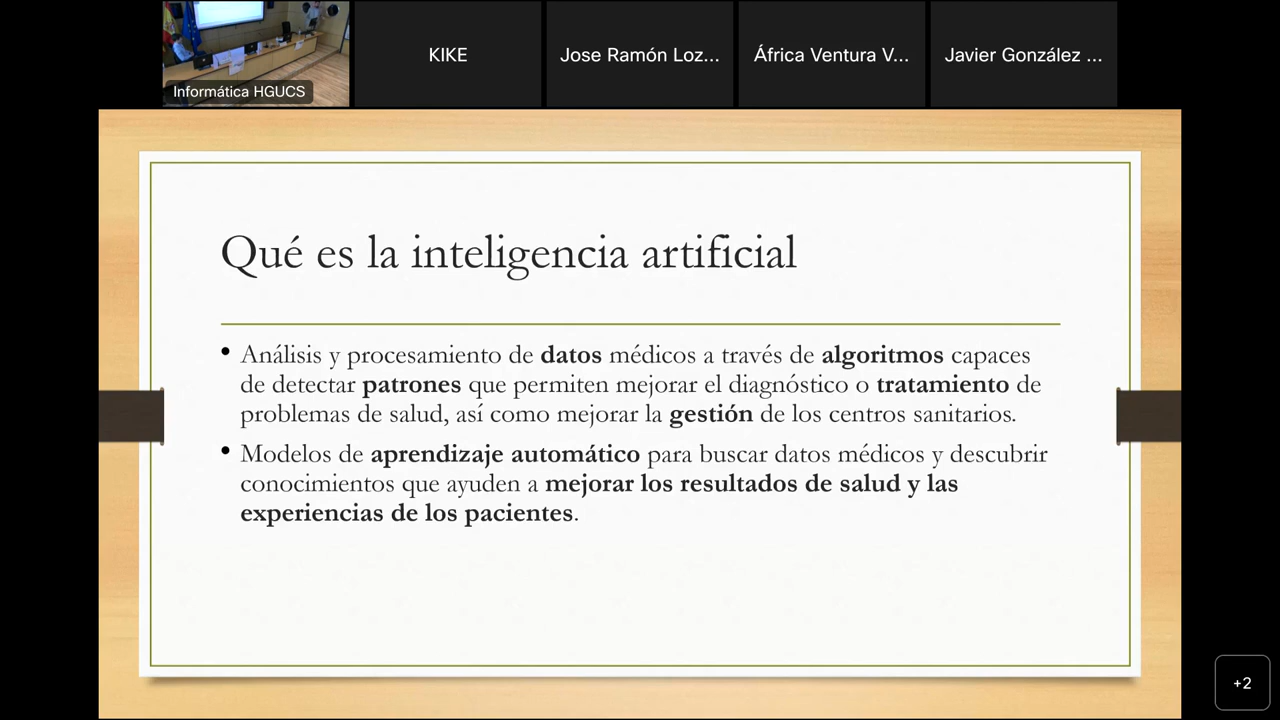 Informática HGUCS
KIKE
Jose Ramón Loz...
África Ventura V...
Javier González ...
Qué es la inteligencia artificial
• Análisis y procesamiento de datos médicos a través de algoritmos capaces
de detectar patrones que permiten mejorar el diagnóstico o tratamiento de
problemas de salud, así como mejorar la gestión de los centros sanitarios.
• Modelos de aprendizaje automático para buscar datos médicos y descubrir
conocimientos que ayuden a mejorar los resultados de salud y las
experiencias de los pacientes.
+2